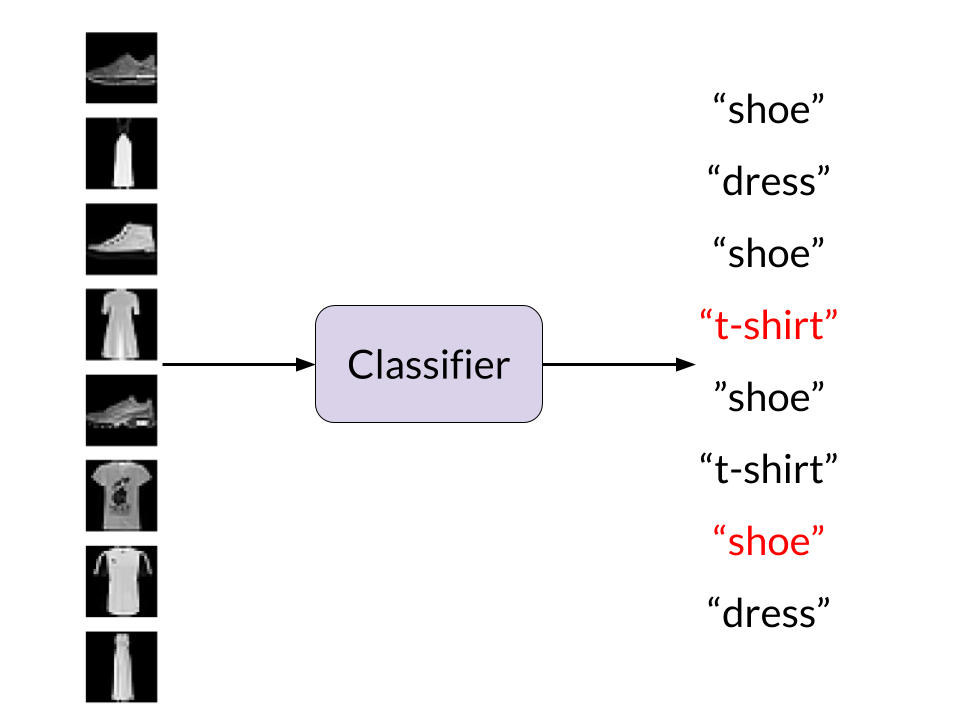 “shoe”
“dress”
“shoe”
“t-shirt”
Classifier
”shoe”
“t-shirt”
“shoe”
“dress”